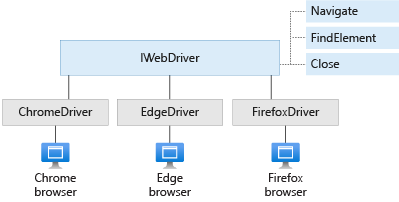 Navigate
FindElement
Close
IWebDriver
ChromeDriver
EdgeDriver
FirefoxDriver
Chrome
browser
Edge
browser
Firefox
browser